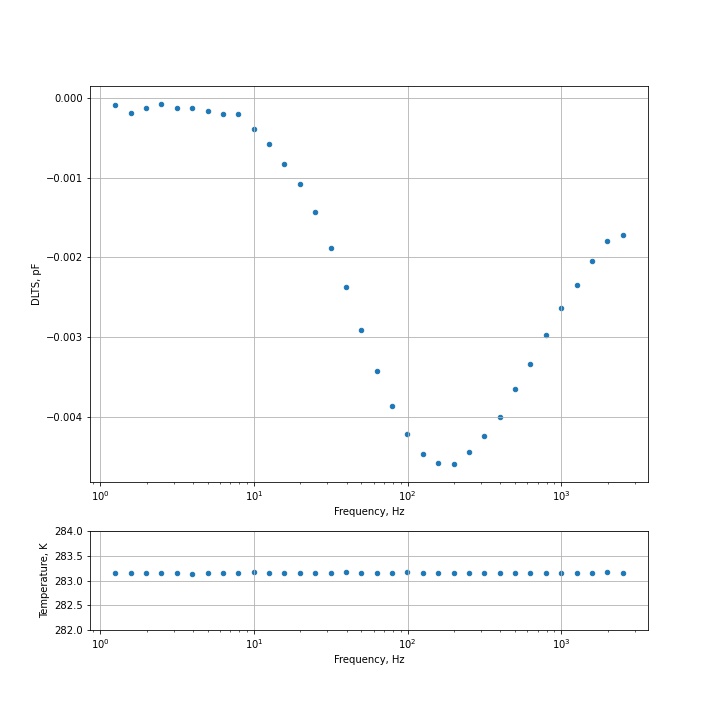 0.000
−0.001
−0.002
−0.003
−0.004
DLTS, pF
10⁰ 10¹ 10² 10³
Frequency, Hz
284.0
283.5
283.0
282.5
282.0
Temperature, K
10⁰ 10¹ 10² 10³
Frequency, Hz